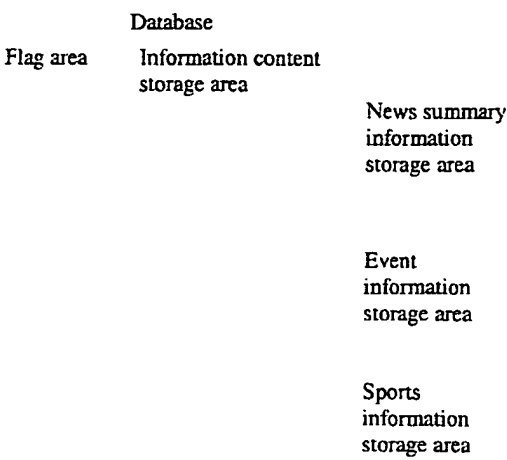 Database
Flag area
Information content
storage area
News summary
information
storage area
Event
information
storage area
Sports
information
storage area